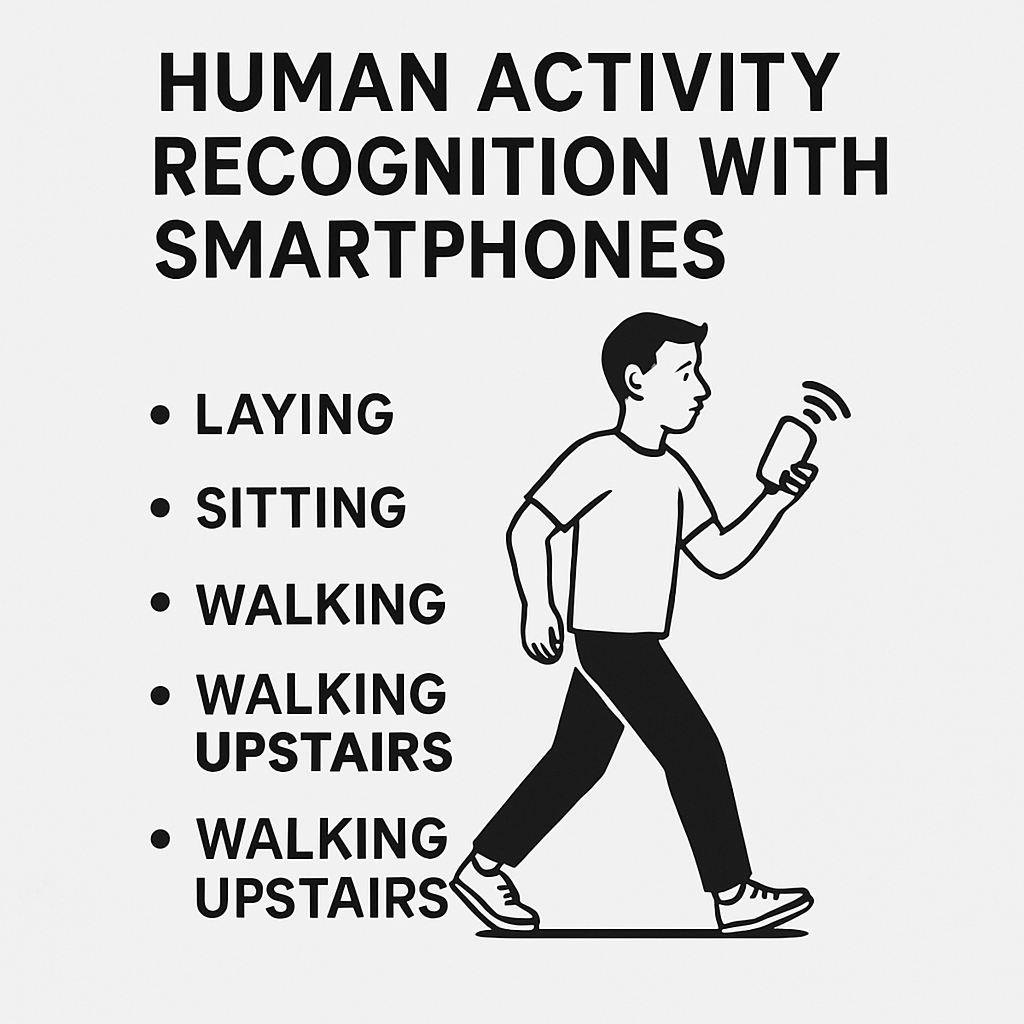 HUMAN ACTIVITY
RECOGNITION WITH
SMARTPHONES
• LAYING
• SITTING
• WALKING
• WALKING
UPSTAIRS
• WALKING
UPSTAIRS